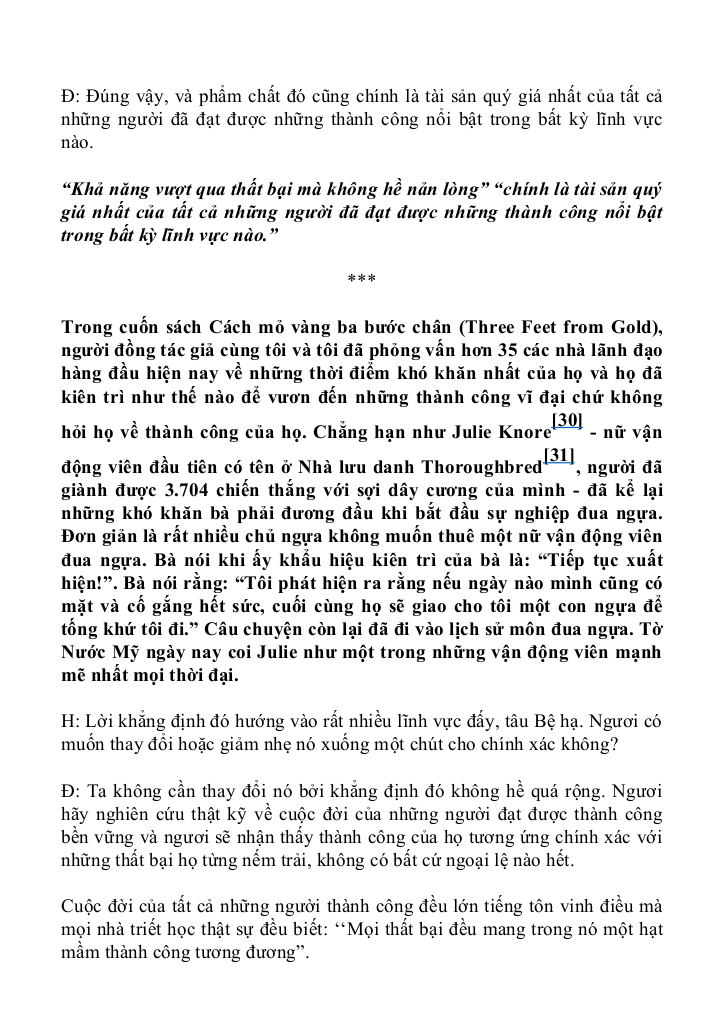 Đ: Đúng vậy, và phẩm chất đó cũng chính là tài sản quý giá nhất của tất cả
những người đã đạt được những thành công nổi bật trong bất kỳ lĩnh vực
nào.
“Khả năng vượt qua thất bại mà không hề nản lòng” “chính là tài sản quý
giá nhất của tất cả những người đã đạt được những thành công nổi bật
trong bất kỳ lĩnh vực nào.”
***
Trong cuốn sách Cách mỏ vàng ba bước chân (Three Feet from Gold),
người đồng tác giả cùng tôi và tôi đã phỏng vấn hơn 35 các nhà lãnh đạo
hàng đầu hiện nay về những thời điểm khó khăn nhất của họ và họ đã
kiên trì như thế nào để vươn đến những thành công vĩ đại chứ không
hỏi họ về thành công của họ. Chẳng hạn như Julie Knore[30] - nữ vận
động viên đầu tiên có tên ở Nhà lưu danh Thoroughbred[31], người đã
giành được 3.704 chiến thắng với sợi dây cương của mình - đã kể lại
những khó khăn bà phải đương đầu khi bắt đầu sự nghiệp đua ngựa.
Đơn giản là rất nhiều chủ ngựa không muốn thuê một nữ vận động viên
đua ngựa. Bà nói khi ấy khẩu hiệu kiên trì của bà là: “Tiếp tục xuất
hiện!”. Bà nói rằng: “Tôi phát hiện ra rằng nếu ngày nào mình cũng có
mặt và cố gắng hết sức, cuối cùng họ sẽ giao cho tôi một con ngựa để
tống khứ tôi đi.” Câu chuyện còn lại đã đi vào lịch sử môn đua ngựa. Tờ
Nước Mỹ ngày nay coi Julie như một trong những vận động viên mạnh
mẽ nhất mọi thời đại.
H: Lời khẳng định đó hướng vào rất nhiều lĩnh vực đấy, tâu Bệ hạ. Ngươi có
muốn thay đổi hoặc giảm nhẹ nó xuống một chút cho chính xác không?
Đ: Ta không cần thay đổi nó bởi khẳng định đó không hề quá rộng. Ngươi
hãy nghiên cứu thật kỹ về cuộc đời của những người đạt được thành công
bền vững và ngươi sẽ nhận thấy thành công của họ tương ứng chính xác với
những thất bại họ từng nếm trải, không có bất cứ ngoại lệ nào hết.
Cuộc đời của tất cả những người thành công đều lớn tiếng tôn vinh điều mà
mọi nhà triết học thật sự đều biết: ‘‘Mọi thất bại đều mang trong nó một hạt
mầm thành công tương đương”.